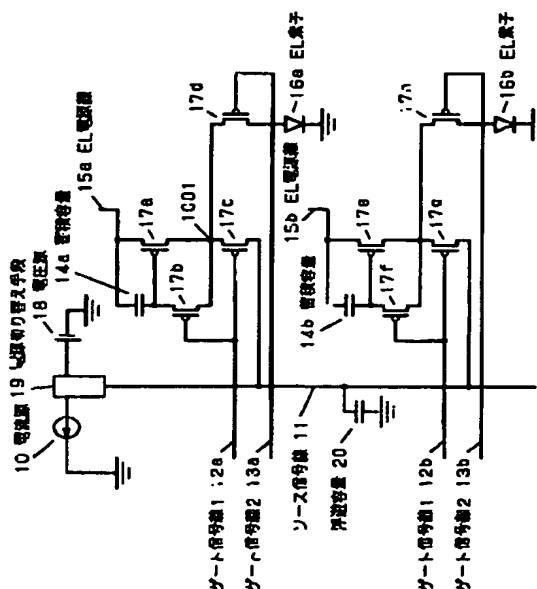 10 電流源
19 電源切り替え手段
18 電圧源
14a 蓄積容量
15a EL電源線
17a
17b
1001
17c
17d
16a EL素子
ゲート信号線1 12a
ゲート信号線2 13a
ソース信号線 11
浮遊容量 20
14b 蓄積容量
15b EL電源線
17e
17f
17g
17h
16b EL素子
ゲート信号線1 12b
ゲート信号線2 13b